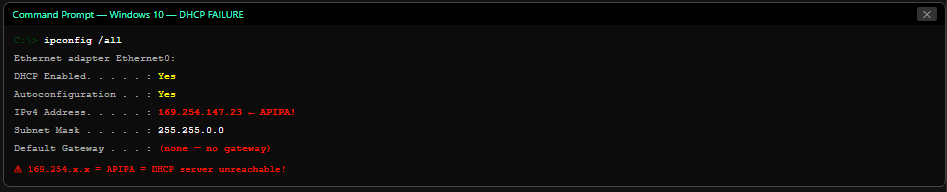 Command Prompt — Windows 10 — DHCP FAILURE
C:\> ipconfig /all
Ethernet adapter Ethernet0:
DHCP Enabled. . . . . : Yes
Autoconfiguration . . : Yes
IPv4 Address. . . . . : 169.254.147.23 ← APIPA!
Subnet Mask . . . . . : 255.255.0.0
Default Gateway . . . : (none — no gateway)
⚠ 169.254.x.x = APIPA = DHCP server unreachable!